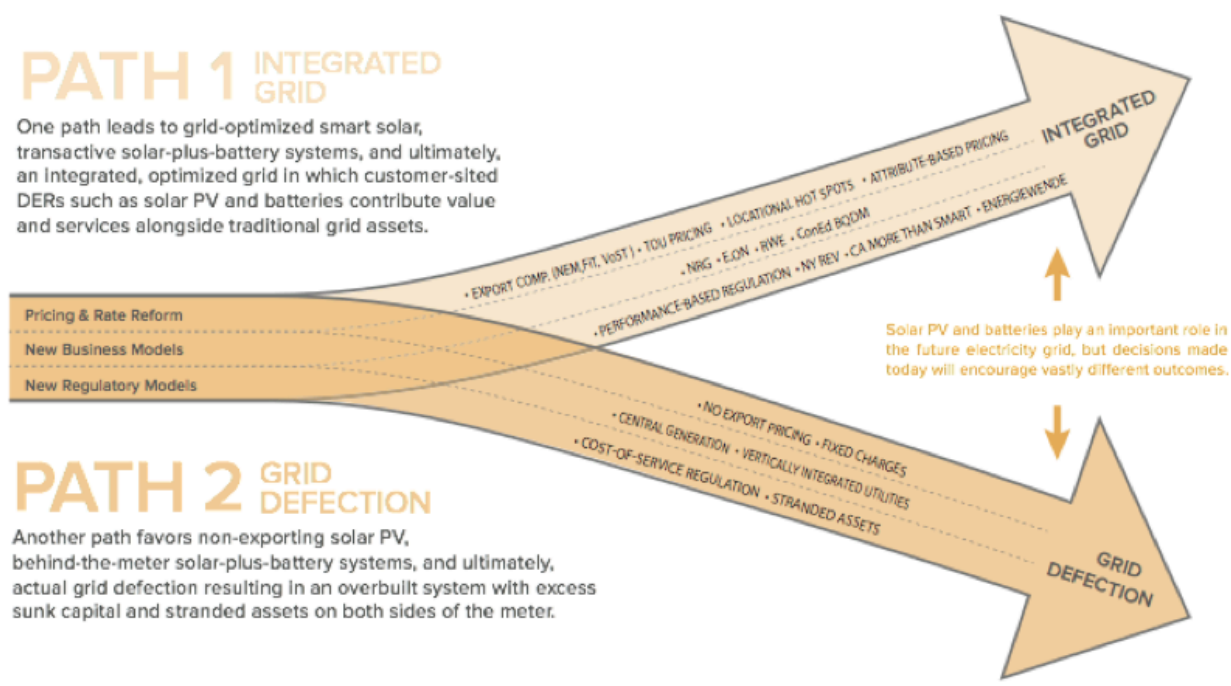 PATH 1 INTEGRATED
GRID
One path leads to grid-optimized smart solar,
transactive solar-plus-battery systems, and ultimately,
an integrated, optimized grid in which customer-sited
DERs such as solar PV and batteries contribute value
and services alongside traditional grid assets.
INTEGRATED
GRID
• EXPORT COMP. (NEM,FIT, VoST) • TOU PRICING • LOCATIONAL HOT SPOTS • ATTRIBUTE-BASED PRICING
• NRG • E.ON • RWE • ConEd BQDM
• PERFORMANCE-BASED REGULATION • NY REV • CA MORE THAN SMART • ENERGIEWENDE
Pricing & Rate Reform
New Business Models
New Regulatory Models
Solar PV and batteries play an important role in
the future electricity grid, but decisions made
today will encourage vastly different outcomes.
• NO EXPORT PRICING • FIXED CHARGES
• CENTRAL GENERATION • VERTICALLY INTEGRATED UTILITIES
• COST-OF-SERVICE REGULATION • STRANDED ASSETS
GRID
DEFECTION
PATH 2 GRID
DEFECTION
Another path favors non-exporting solar PV,
behind-the-meter solar-plus-battery systems, and ultimately,
actual grid defection resulting in an overbuilt system with excess
sunk capital and stranded assets on both sides of the meter.